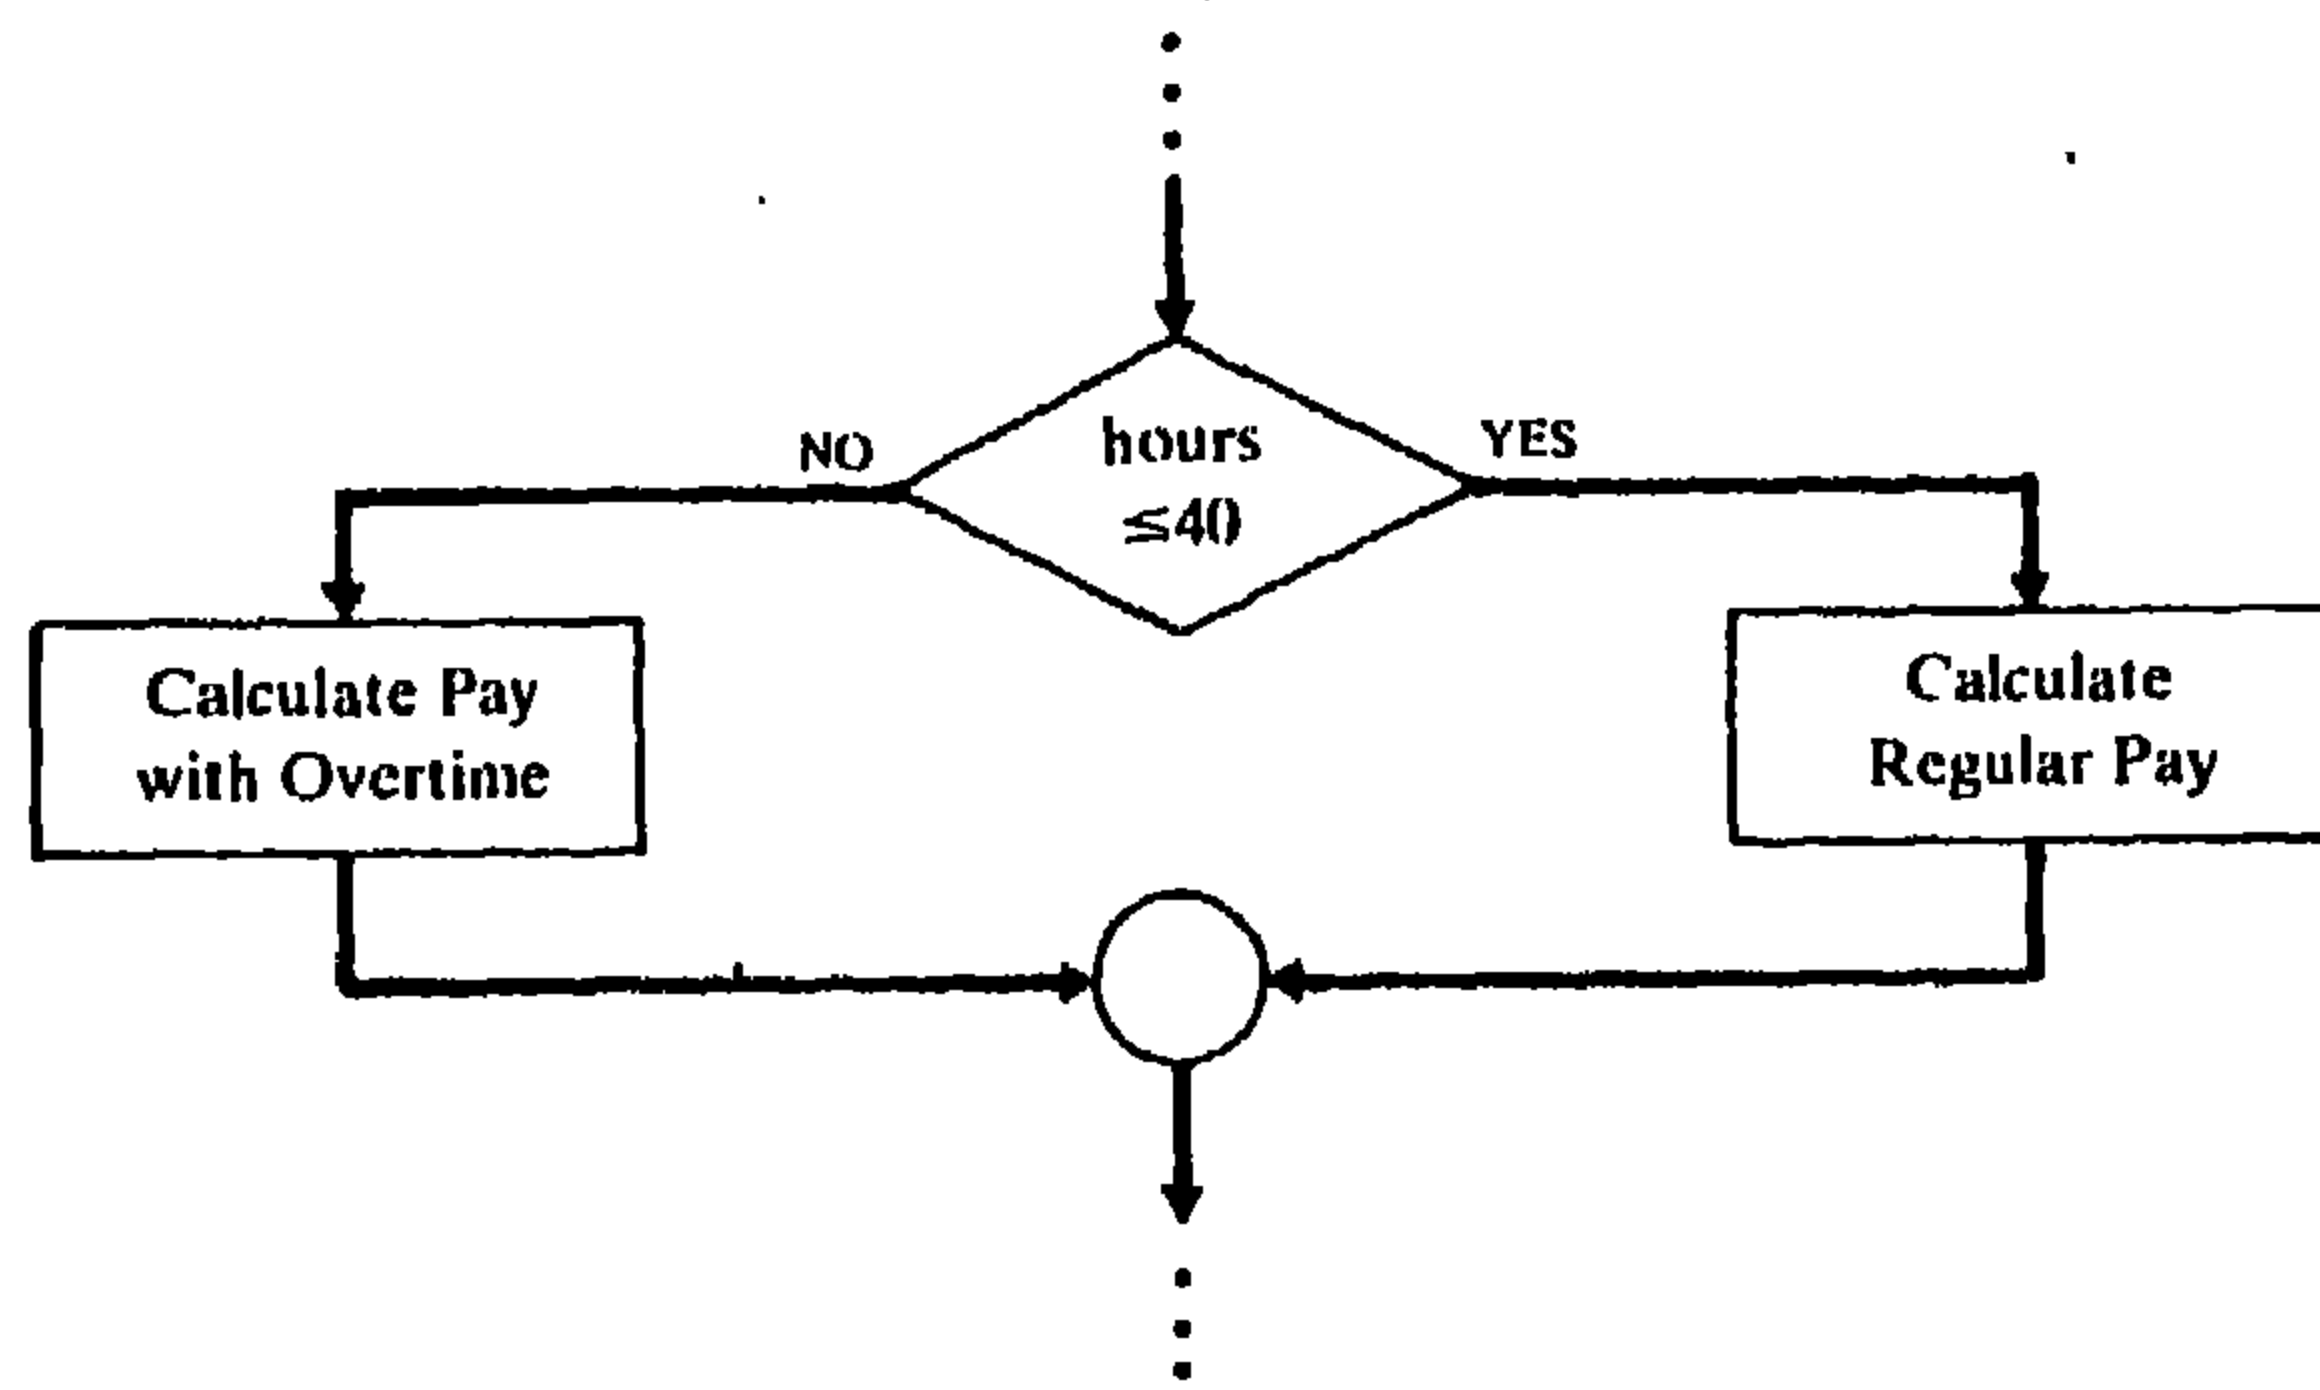 hours
≤40
NO
YES
Calculate Pay
with Overtime
Calculate
Regular Pay